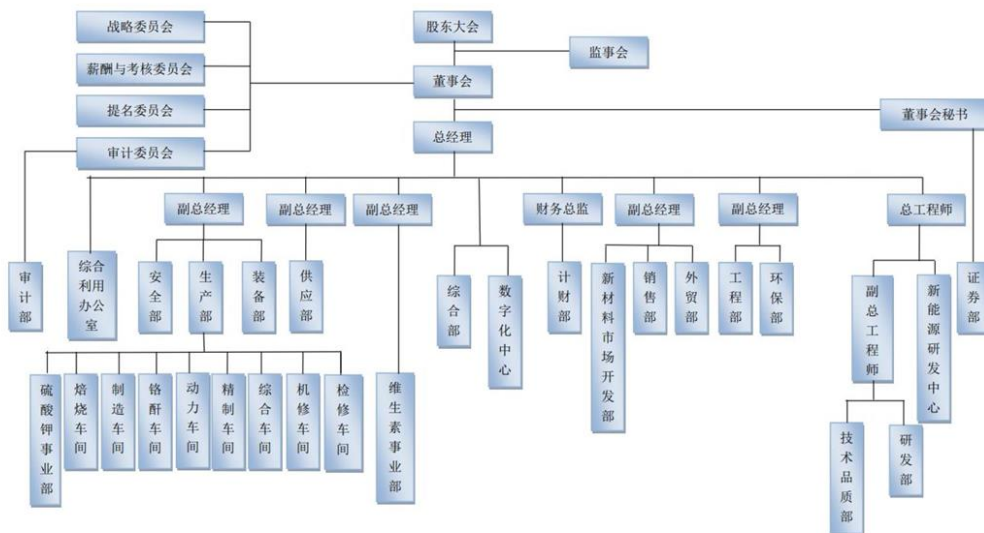 战略委员会
股东大会
监事会
薪酬与考核委员会
董事会
提名委员会
董事会秘书
总经理
审计委员会
副总经理
副总经理
副总经理
财务总监
副总经理
副总经理
总工程师
审计部
综合利用办公室
安全部
生产部
装备部
供应部
综合部
数字化中心
计财部
新材料市场开发部
销售部
外贸部
工程部
环保部
副总工程师
新能源研发中心
证券部
硫酸钾事业部
焙烧车间
制造车间
铬酐车间
动力车间
精制车间
综合车间
机修车间
检修车间
维生素事业部
技术品质部
研发部